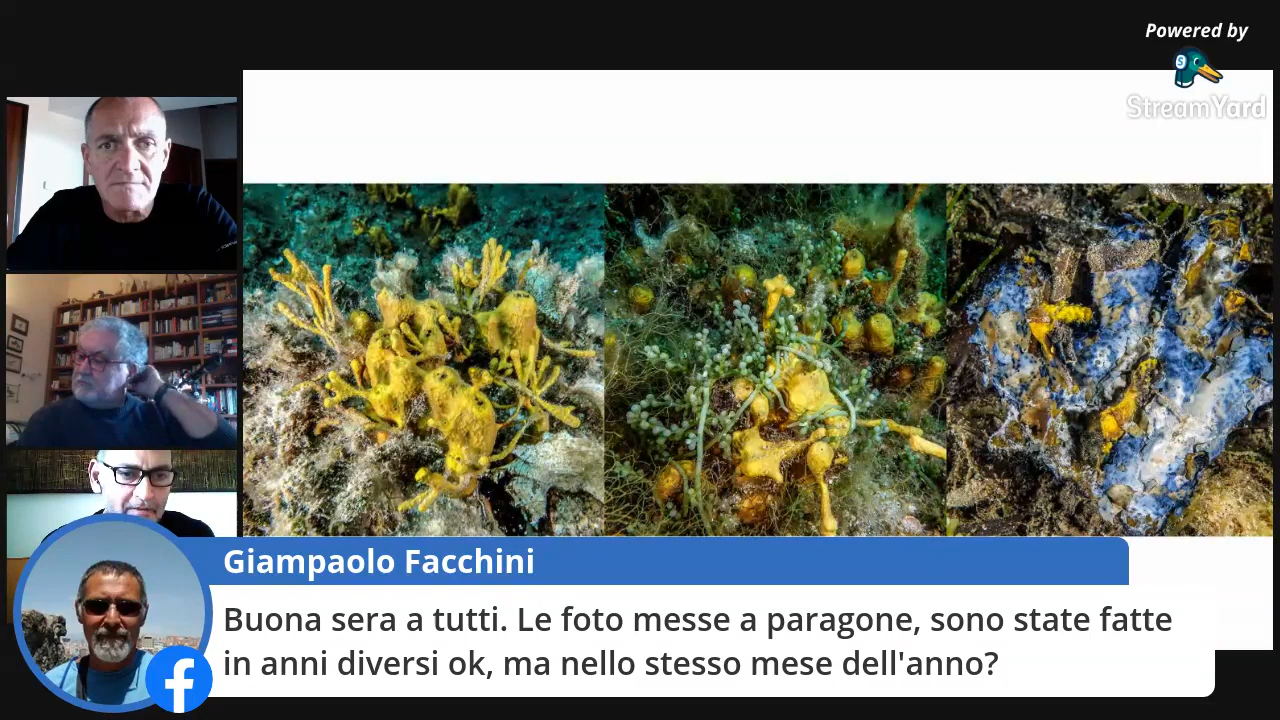 Powered by
StreamYard
Giampaolo Facchini
Buona sera a tutti. Le foto messe a paragone, sono state fatte
in anni diversi ok, ma nello stesso mese dell'anno?